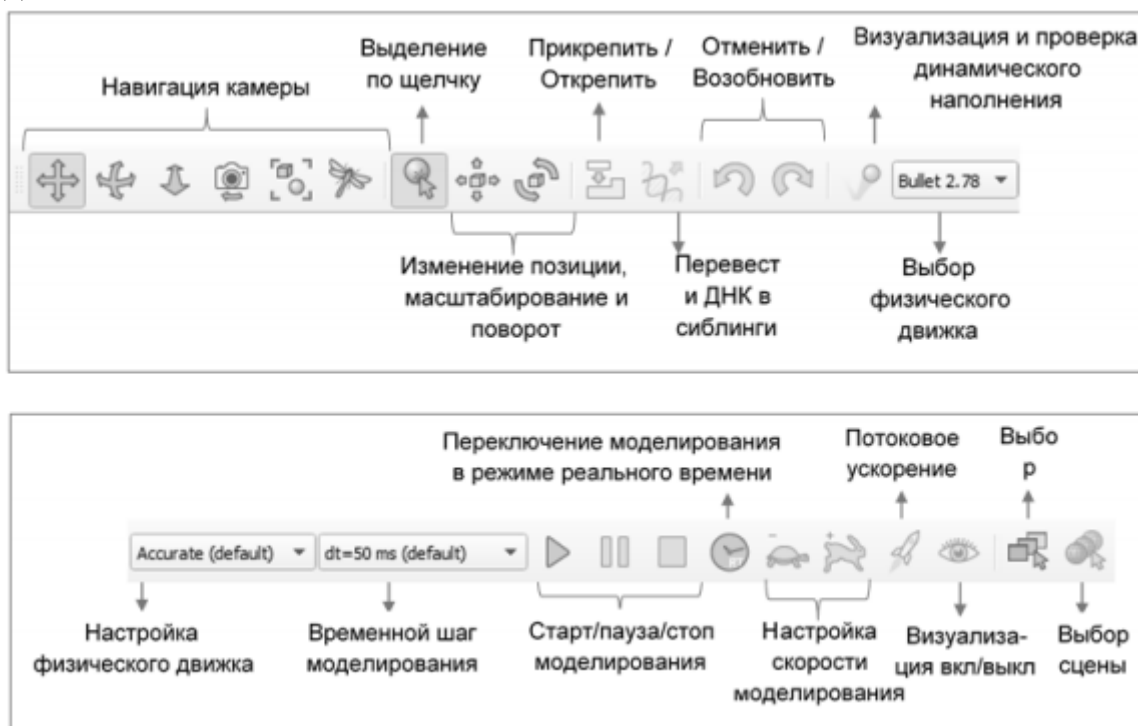 Навигация камеры
Выделение
по щелчку
Прикрепить /
Открепить
Отменить /
Возобновить
Визуализация и проверка
динамического
наполнения
Bullet 2.78
Изменение позиции,
масштабирование и
поворот
Перевест
и ДНК в
сиблинги
Выбор
физического
движка
Переключение моделирования
в режиме реального времени
Потоковое
ускорение
Выбо
р
Accurate (default)
dt=50 ms (default)
Настройка
физического движка
Временной шаг
моделирования
Старт/пауза/стоп
моделирования
Настройка
скорости
моделирования
Визуализа-
ция вкл/выкл
Выбор
сцены